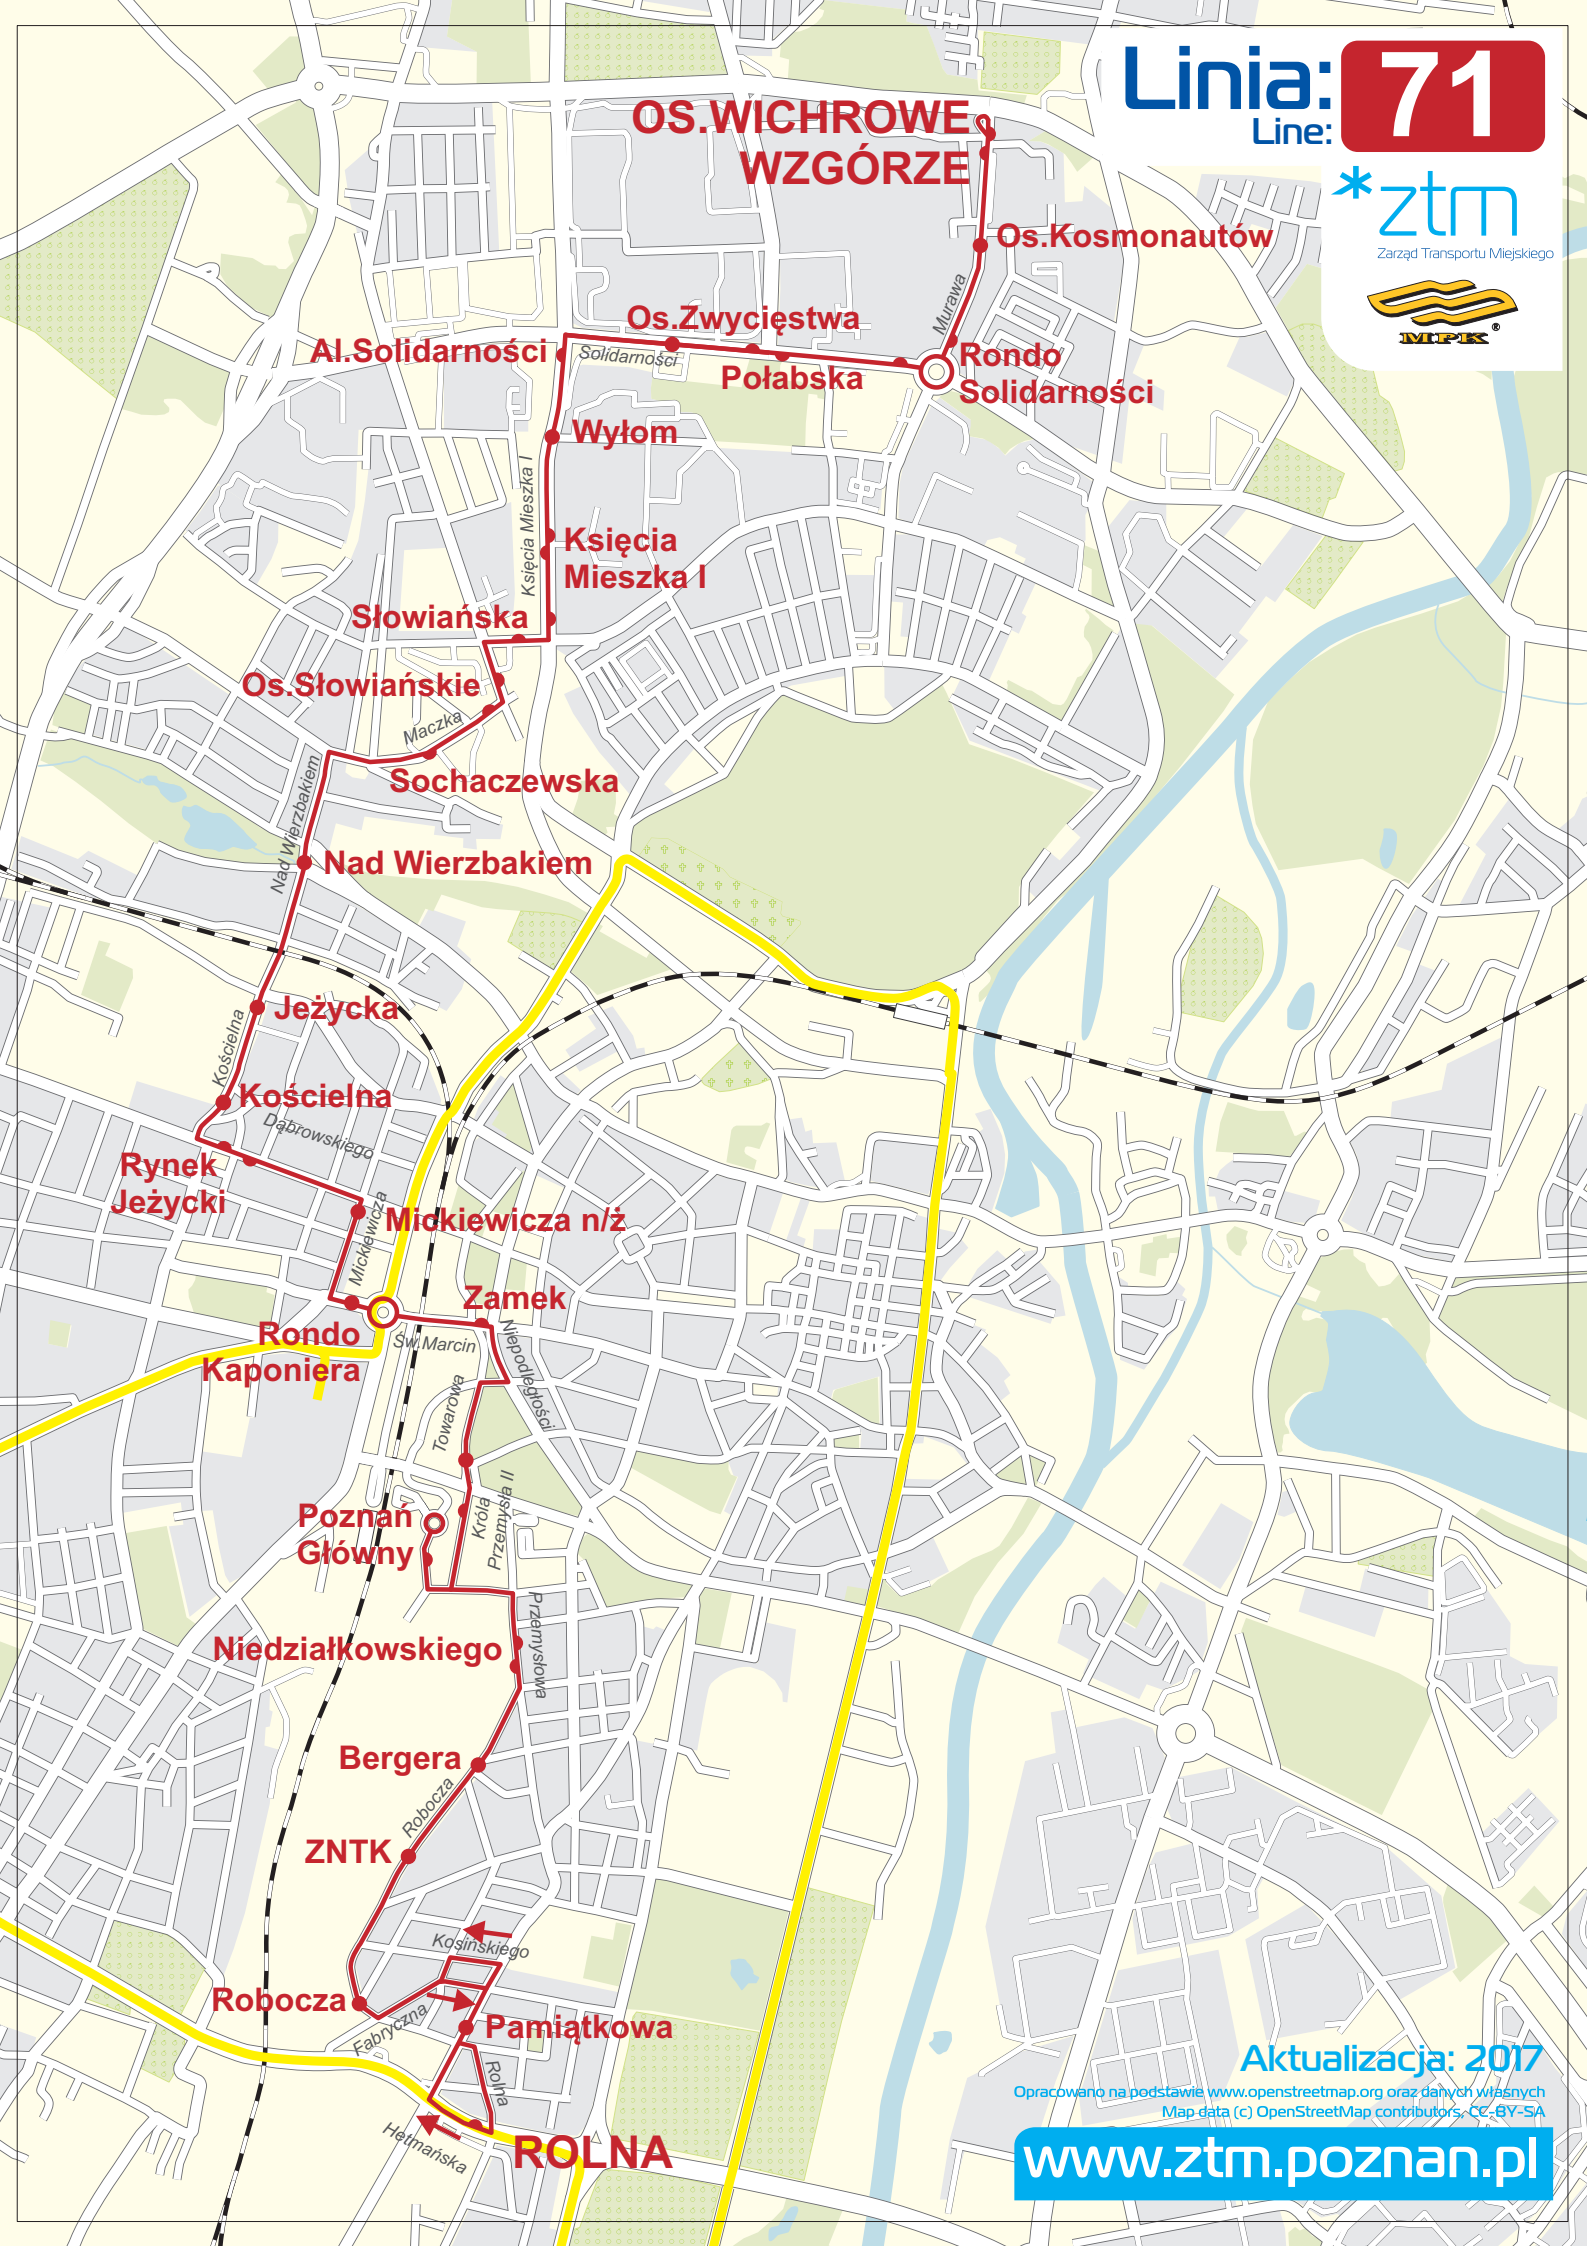 Linia:
Line:
71
ztm
Zarząd Transportu Miejskiego
MPK®
OS.WICHROWE
WZGÓRZE
Os.Kosmonautów
Murawa
Os.Zwycięstwa
Al.Solidarności
Solidarności
Połabska
Rondo
Solidarności
Wyłom
Księcia Mieszka I
Księcia
Mieszka I
Słowiańska
Os.Słowiańskie
Maczka
Sochaczewska
Nad Wierzbakiem
Nad Wierzbakiem
Jeżycka
Kościelna
Kościelna
Dąbrowskiego
Rynek
Jeżycki
Mickiewicza n/ż
Mickiewicza
Zamek
Rondo
Kaponiera
Św.Marcin
Niepodległości
Towarowa
Króla
Przemysła II
Poznań
Główny
Przemysłowa
Niedziałkowskiego
Bergera
Robocza
ZNTK
Kosińskiego
Robocza
Fabryczna
Pamiątkowa
Rolna
Hetmańska
ROLNA
Aktualizacja: 2017
Opracowano na podstawie www.openstreetmap.org oraz danych własnych
Map data (c) OpenStreetMap contributors, CC-BY-SA
www.ztm.poznan.pl